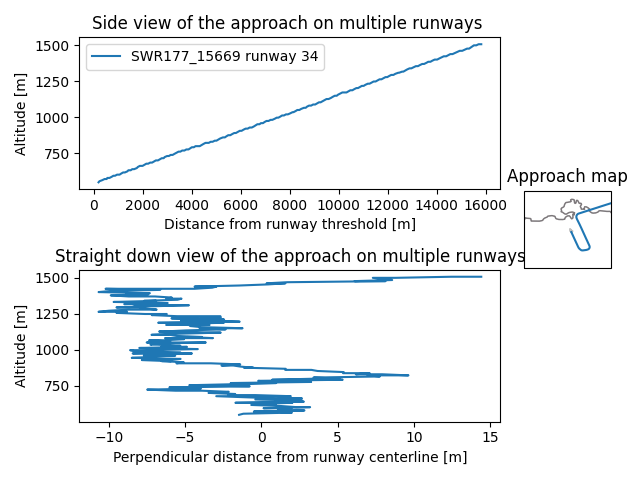 Side view of the approach on multiple runways
SWR177_15669 runway 34
1500
1250
1000
750
Altitude [m]
0 2000 4000 6000 8000 10000 12000 14000 16000
Distance from runway threshold [m]
Approach map
Straight down view of the approach on multiple runways
1500
1250
1000
750
Altitude [m]
−10 −5 0 5 10 15
Perpendicular distance from runway centerline [m]